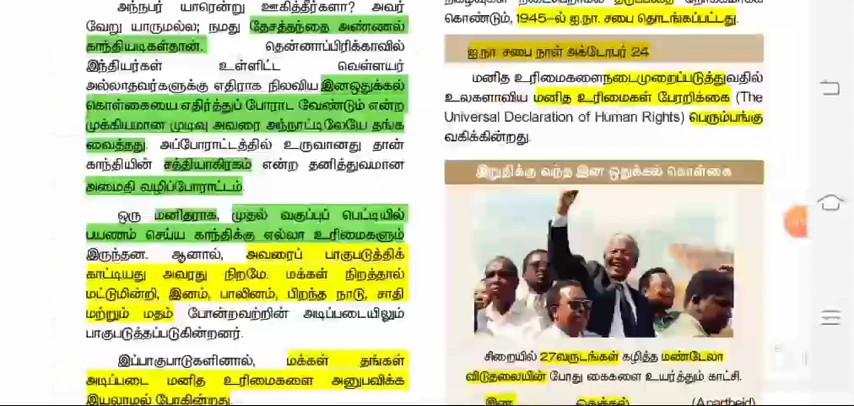 அந்நபர் யாரென்று ஊகித்தீர்களா? அவர்
வேறு யாருமல்ல; நமது தேசத்தந்தை அண்ணல்
காந்தியடிகள்தான். தென்னாப்பிரிக்காவில்
இந்தியர்கள் உள்ளிட்ட வெள்ளையர்
அல்லாதவர்களுக்கு எதிராக நிலவிய இனஒதுக்கல்
கொள்கையை எதிர்த்துப் போராட வேண்டும் என்ற
முக்கியமான முடிவு அவரை அந்நாட்டிலேயே தங்க
வைத்தது. அப்போராட்டத்தில் உருவானது தான்
காந்தியின் சத்தியாகிரகம் என்ற தனித்துவமான
அமைதி வழிப்போராட்டம்.
ஒரு மனிதராக, முதல் வகுப்புப் பெட்டியில்
பயணம் செய்ய காந்திக்கு எல்லா உரிமைகளும்
இருந்தன. ஆனால், அவரைப் பாகுபடுத்திக்
காட்டியது அவரது நிறமே. மக்கள் நிறத்தால்
மட்டுமின்றி, இனம், பாலினம், பிறந்த நாடு, சாதி
மற்றும் மதம் போன்றவற்றின் அடிப்படையிலும்
பாகுபடுத்தப்படுகின்றனர்.
இப்பாகுபாடுகளினால், மக்கள் தங்கள்
அடிப்படை மனித உரிமைகளை அனுபவிக்க
இயலாமல் போகிறது.
கொண்டும், 1945–ல் ஐ.நா. சபை தொடங்கப்பட்டது.
ஐ.நா சபை நாள் அக்டோபர் 24
மனித உரிமைகளைநடைமுறைப்படுத்துவதில்
உலகளாவிய மனித உரிமைகள் பேரறிக்கை (The
Universal Declaration of Human Rights) பெரும்பங்கு
வகிக்கின்றது.
இறுதிக்கு வந்த இன ஒதுக்கல் கொள்கை
சிறையில் 27வருடங்கள் கழித்த மண்டேலா
விடுதலையின் போது கைகளை உயர்த்தும் காட்சி.
இன ஒதுக்கல் (Apartheid)